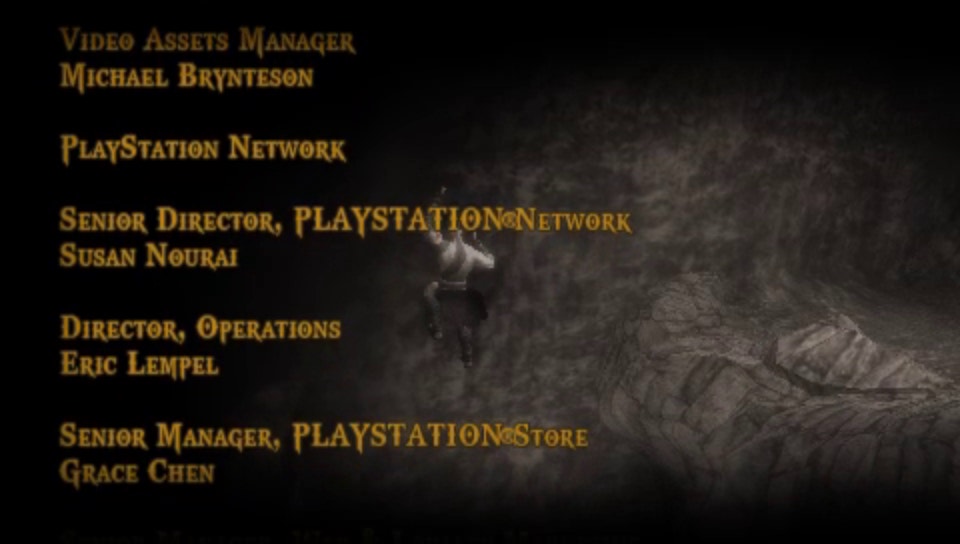 Video Assets Manager
Michael Brynteson
PlayStation Network
Senior Director, PLAYSTATION®Network
Susan Nourai
Director, Operations
Eric Lempel
Senior Manager, PLAYSTATION®Store
Grace Chen